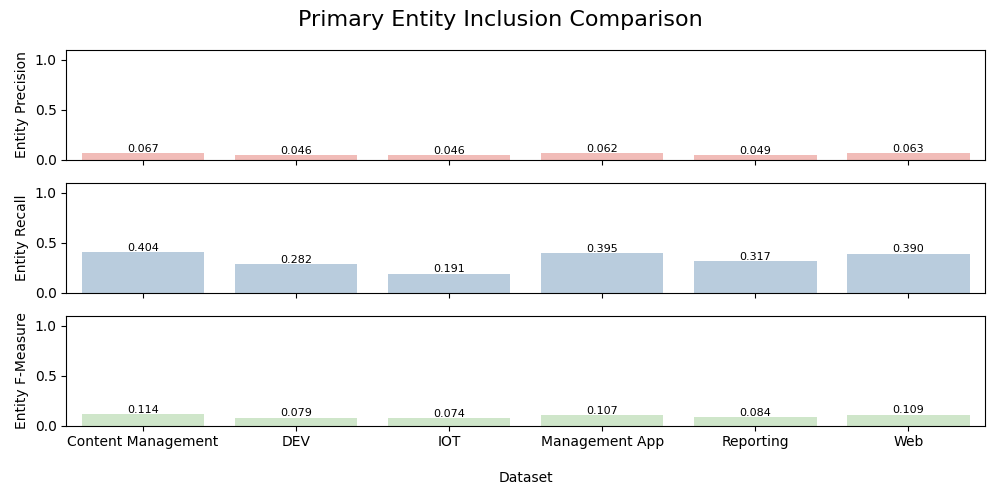 Primary Entity Inclusion Comparison
Entity Precision
1.0
0.5
0.0
0.067 0.046 0.046 0.062 0.049 0.063
Entity Recall
1.0
0.5
0.0
0.404 0.282 0.191 0.395 0.317 0.390
Entity F-Measure
1.0
0.5
0.0
0.114 0.079 0.074 0.107 0.084 0.109
Content Management DEV IOT Management App Reporting Web
Dataset